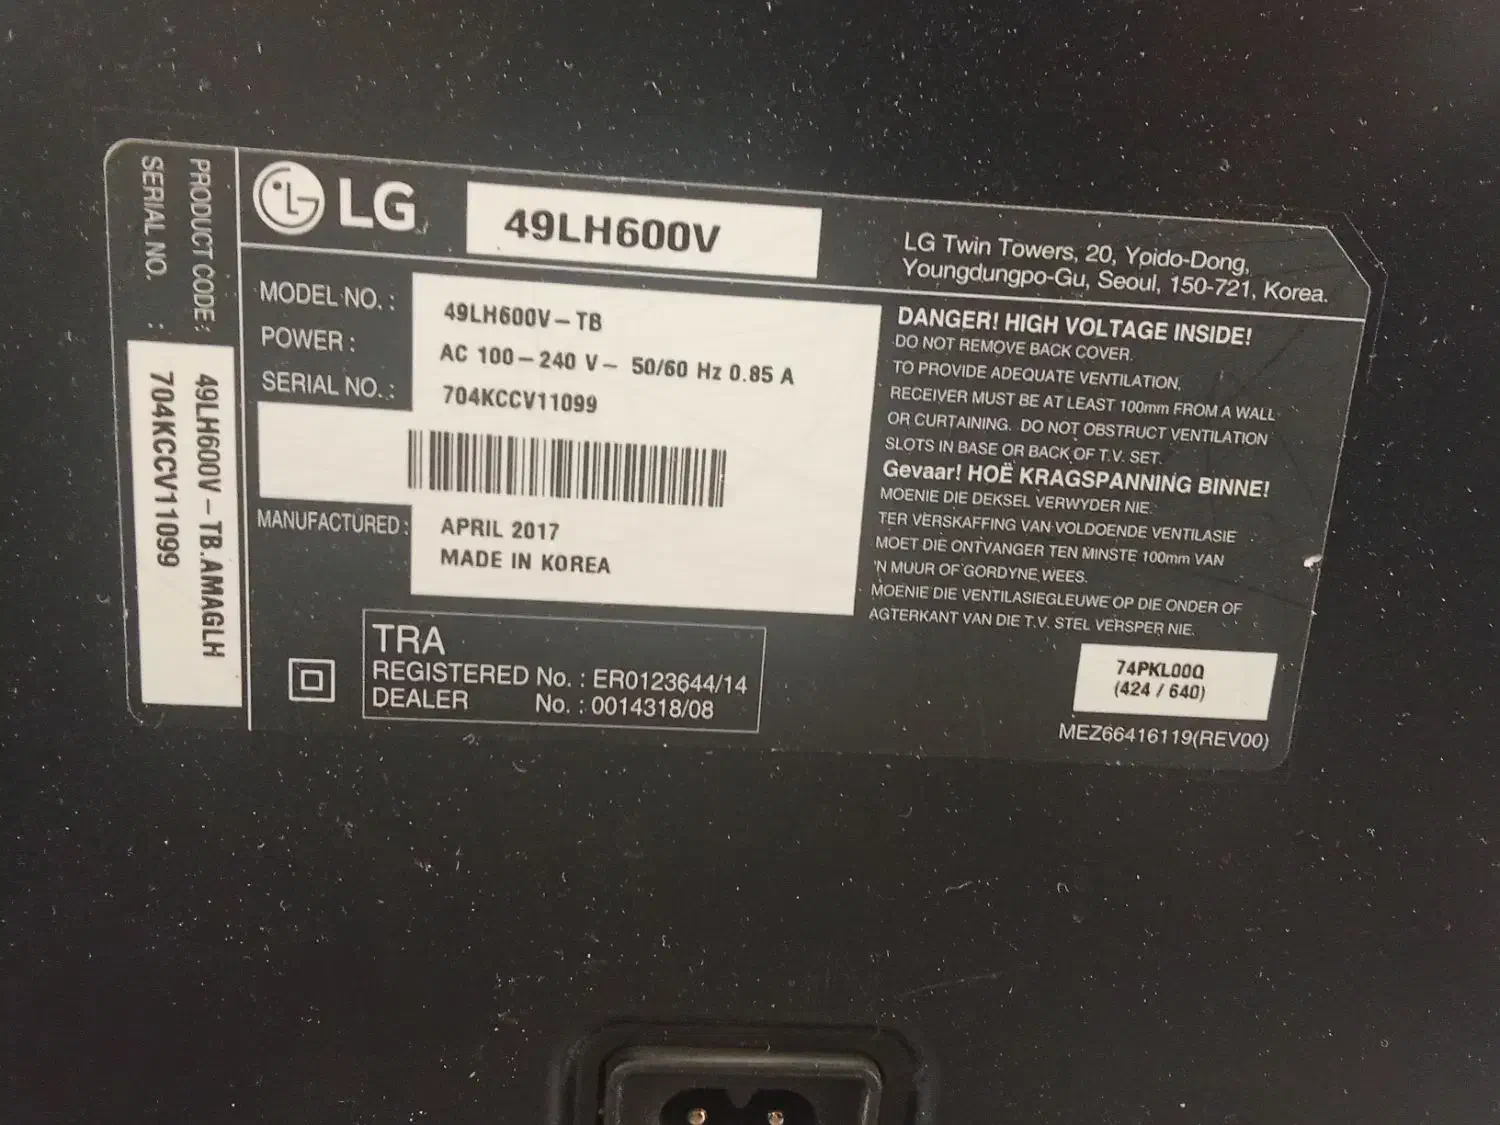 PRODUCT CODE: 49LH600V-TB.AMAGLH
SERIAL NO. : 704KCCV11099
LG 49LH600V
LG Twin Towers, 20, Yoido-Dong,
Youngdungpo-Gu, Seoul, 150-721, Korea.
MODEL NO. : 49LH600V-TB
POWER : AC 100-240 V~ 50/60 Hz 0.85 A
SERIAL NO. : 704KCCV11099
MANUFACTURED : APRIL 2017
MADE IN KOREA
DANGER! HIGH VOLTAGE INSIDE!
DO NOT REMOVE BACK COVER.
TO PROVIDE ADEQUATE VENTILATION,
RECEIVER MUST BE AT LEAST 100mm FROM A WALL
OR CURTAINING. DO NOT OBSTRUCT VENTILATION
SLOTS IN BASE OR BACK OF T.V. SET.
Gevaar! HOË KRAGSPANNING BINNE!
MOENIE DIE DEKSEL VERWYDER NIE.
TER VERSKAFFING VAN VOLDOENDE VENTILASIE
MOET DIE ONTVANGER TEN MINSTE 100mm VAN
'N MUUR OF GORDYNE WEES.
MOENIE DIE VENTILASIEGLEUWE OP DIE ONDER OF
AGTERKANT VAN DIE T.V. STEL VERSPER NIE.
TRA
REGISTERED No. : ER0123644/14
DEALER No. : 0014318/08
74PKL00Q
(424 / 640)
MEZ66416119(REV00)